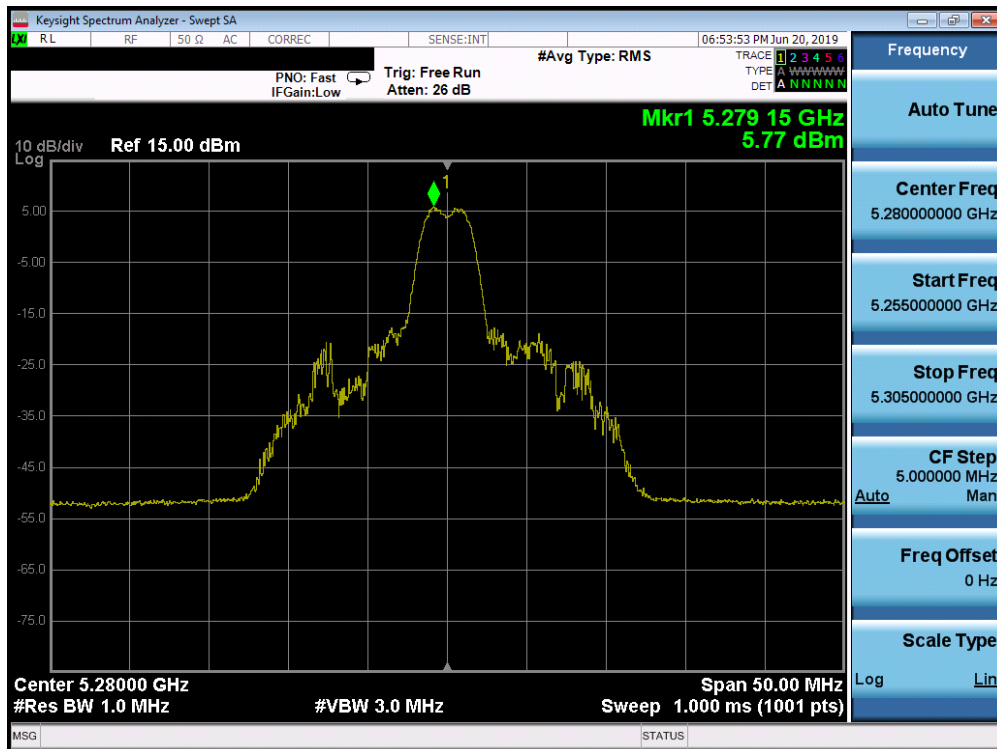 Keysight Spectrum Analyzer - Swept SA
LXI RL RF 50 Ω AC CORREC SENSE:INT 06:53:53 PM Jun 20, 2019
#Avg Type: RMS
TRACE 1 2 3 4 5 6
TYPE A WWWWW
DET A N N N N N
PNO: Fast
IFGain:Low
Trig: Free Run
Atten: 26 dB
Mkr1 5.279 15 GHz
5.77 dBm
10 dB/div Ref 15.00 dBm
Log
1
5.00
-5.00
-15.0
-25.0
-35.0
-45.0
-55.0
-65.0
-75.0
Center 5.28000 GHz
Span 50.00 MHz
#Res BW 1.0 MHz
#VBW 3.0 MHz
Sweep 1.000 ms (1001 pts)
MSG
STATUS
Frequency
Auto Tune
Center Freq
5.280000000 GHz
Start Freq
5.255000000 GHz
Stop Freq
5.305000000 GHz
CF Step
5.000000 MHz
Auto Man
Freq Offset
0 Hz
Scale Type
Log Lin